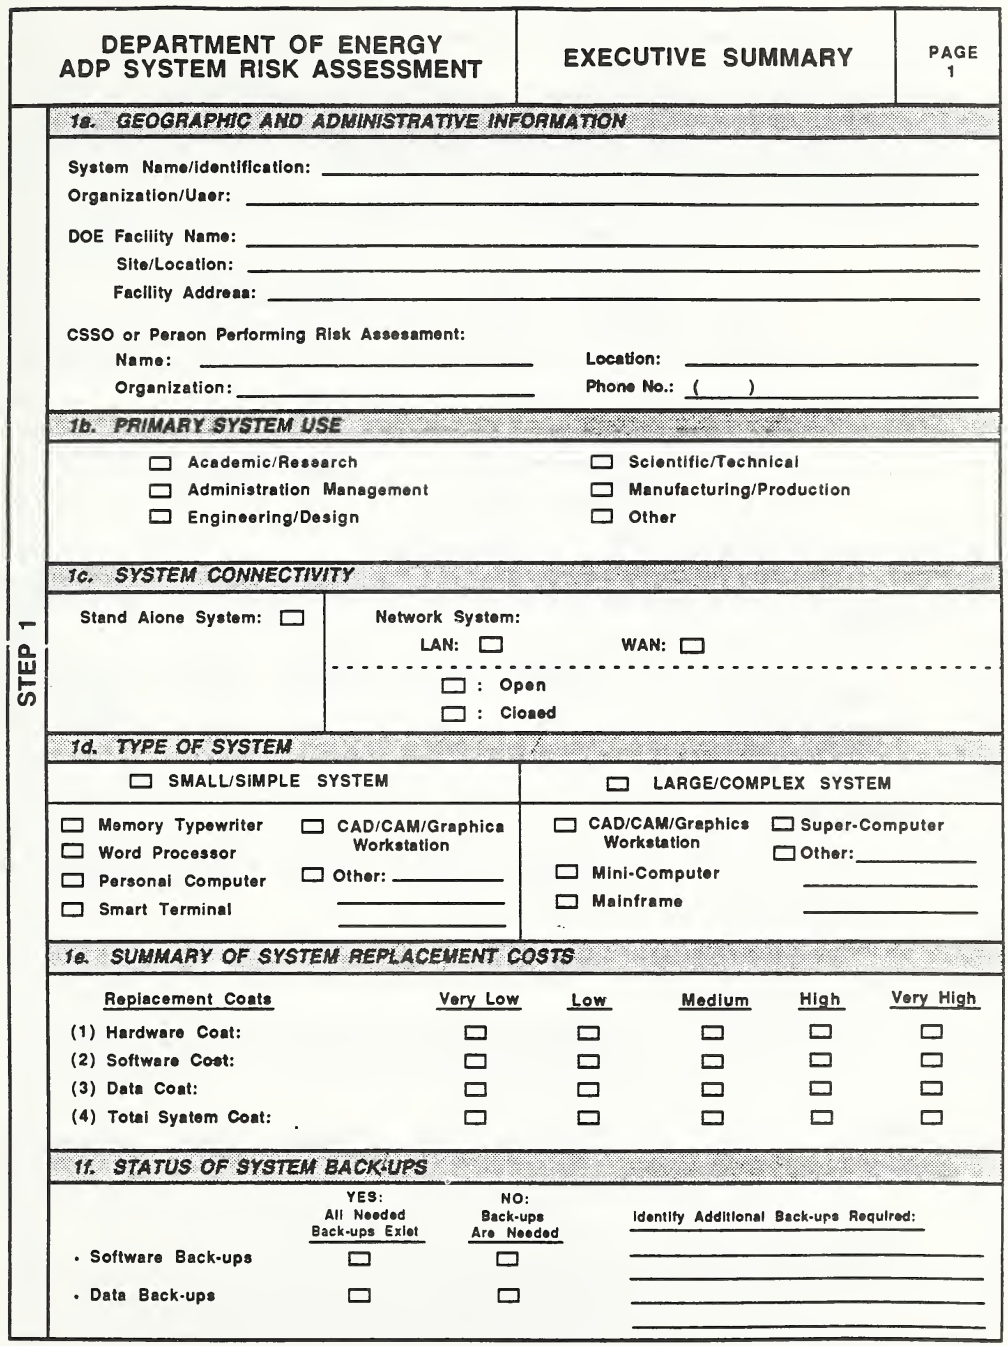 DEPARTMENT OF ENERGY
ADP SYSTEM RISK ASSESSMENT
EXECUTIVE SUMMARY
PAGE
1
STEP 1
1a. GEOGRAPHIC AND ADMINISTRATIVE INFORMATION
System Name/Identification:
Organization/User:
DOE Facility Name:
Site/Location:
Facility Address:
CSSO or Person Performing Risk Assessment:
Name: Location:
Organization: Phone No.: ( )
1b. PRIMARY SYSTEM USE
Academic/Research Scientific/Technical
Administration Management Manufacturing/Production
Engineering/Design Other
1c. SYSTEM CONNECTIVITY
Stand Alone System: Network System:
LAN: WAN:
: Open
: Closed
1d. TYPE OF SYSTEM
SMALL/SIMPLE SYSTEM
LARGE/COMPLEX SYSTEM
Memory Typewriter
Word Processor
Personal Computer
Smart Terminal
CAD/CAM/Graphics
Workstation
Other:
CAD/CAM/Graphics
Workstation
Mini-Computer
Mainframe
Super-Computer
Other:
1e. SUMMARY OF SYSTEM REPLACEMENT COSTS
Replacement Costs Very Low Low Medium High Very High
(1) Hardware Cost:
(2) Software Cost:
(3) Data Cost:
(4) Total System Cost:
1f. STATUS OF SYSTEM BACK-UPS
YES:
All Needed
Back-ups Exist
NO:
Back-ups
Are Needed
Identify Additional Back-ups Required:
• Software Back-ups
• Data Back-ups